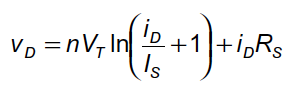 v_D = nV_T ln(i_D/I_S + 1) + i_D R_S